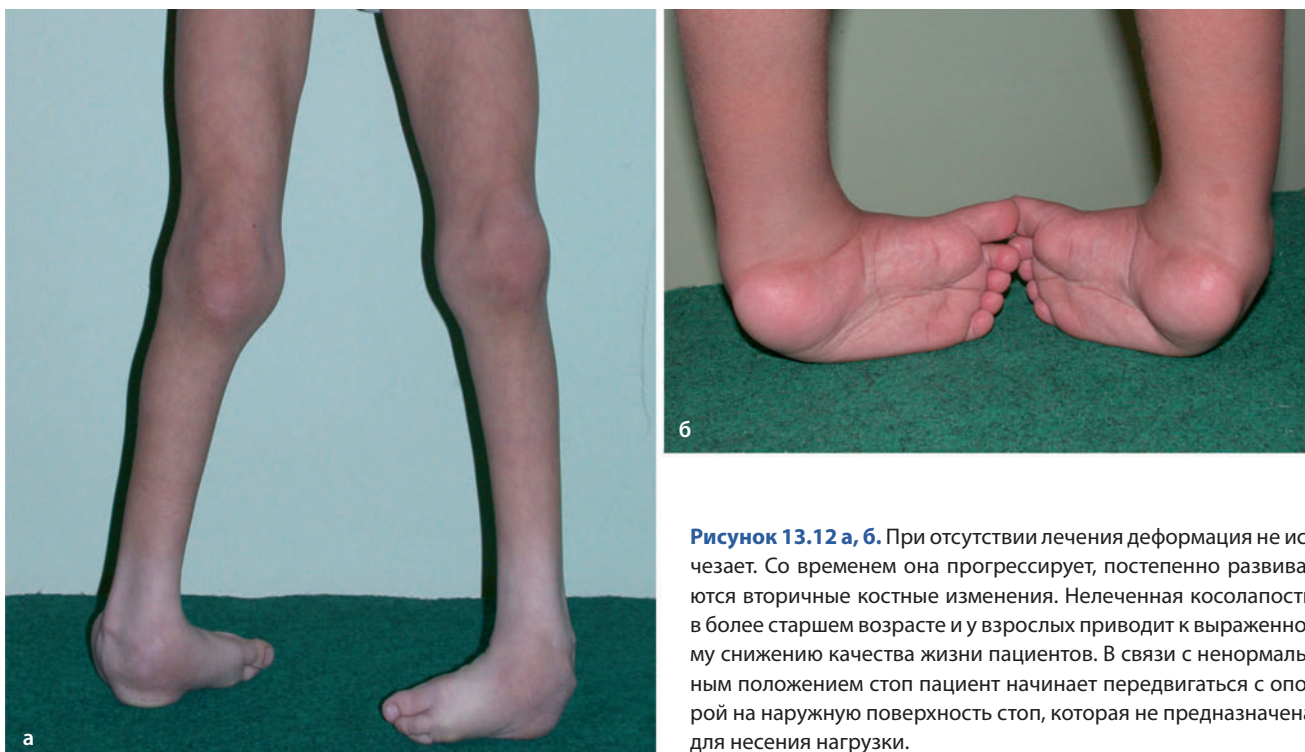 а
б
Рисунок 13.12 а, б. При отсутствии лечения деформация не ис-
чезает. Со временем она прогрессирует, постепенно развива-
ются вторичные костные изменения. Нелеченная косолапость
в более старшем возрасте и у взрослых приводит к выраженно-
му снижению качества жизни пациентов. В связи с ненормаль-
ным положением стоп пациент начинает передвигаться с опо-
рой на наружную поверхность стоп, которая не предназначена
для несения нагрузки.